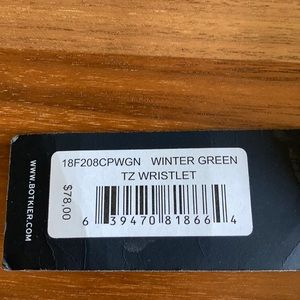 18F208CPWGN WINTER GREEN
TZ WRISTLET
$78.00
6 39470 81866 4
WWW.BOTKIER.COM